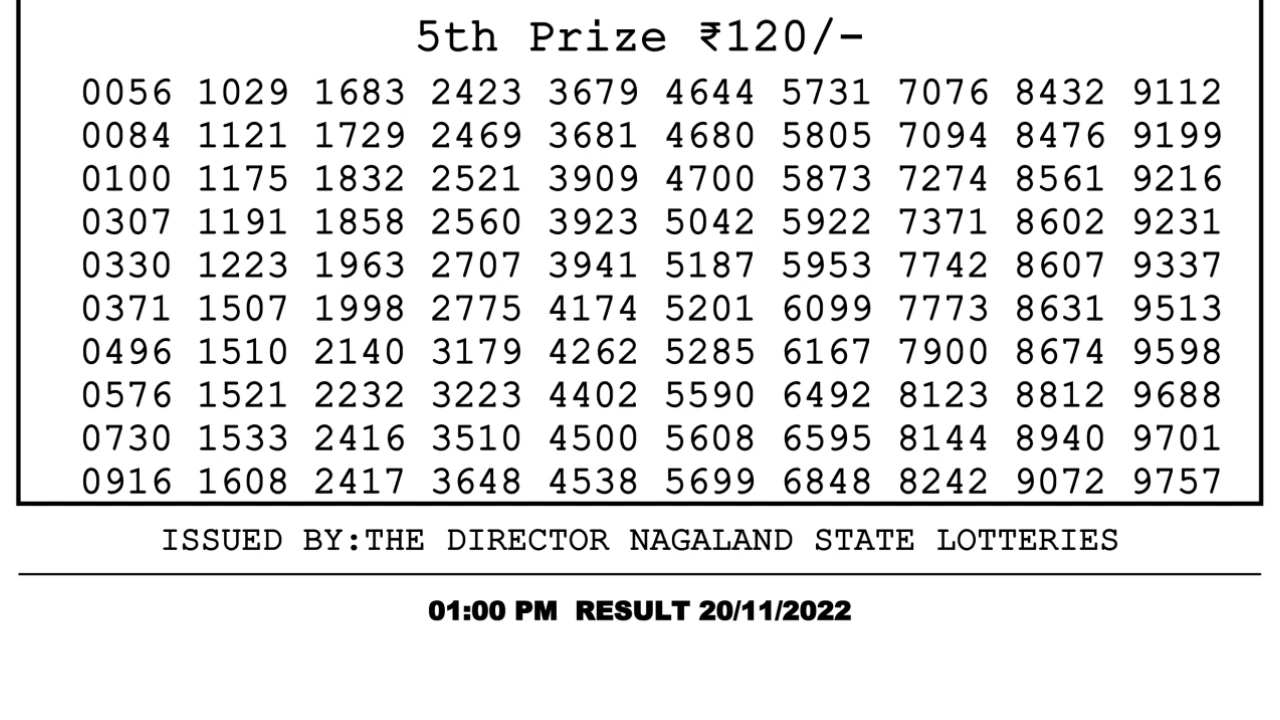 5th Prize ₹120/-
0056 1029 1683 2423 3679 4644 5731 7076 8432 9112
0084 1121 1729 2469 3681 4680 5805 7094 8476 9199
0100 1175 1832 2521 3909 4700 5873 7274 8561 9216
0307 1191 1858 2560 3923 5042 5922 7371 8602 9231
0330 1223 1963 2707 3941 5187 5953 7742 8607 9337
0371 1507 1998 2775 4174 5201 6099 7773 8631 9513
0496 1510 2140 3179 4262 5285 6167 7900 8674 9598
0576 1521 2232 3223 4402 5590 6492 8123 8812 9688
0730 1533 2416 3510 4500 5608 6595 8144 8940 9701
0916 1608 2417 3648 4538 5699 6848 8242 9072 9757
ISSUED BY:THE DIRECTOR NAGALAND STATE LOTTERIES
01:00 PM RESULT 20/11/2022